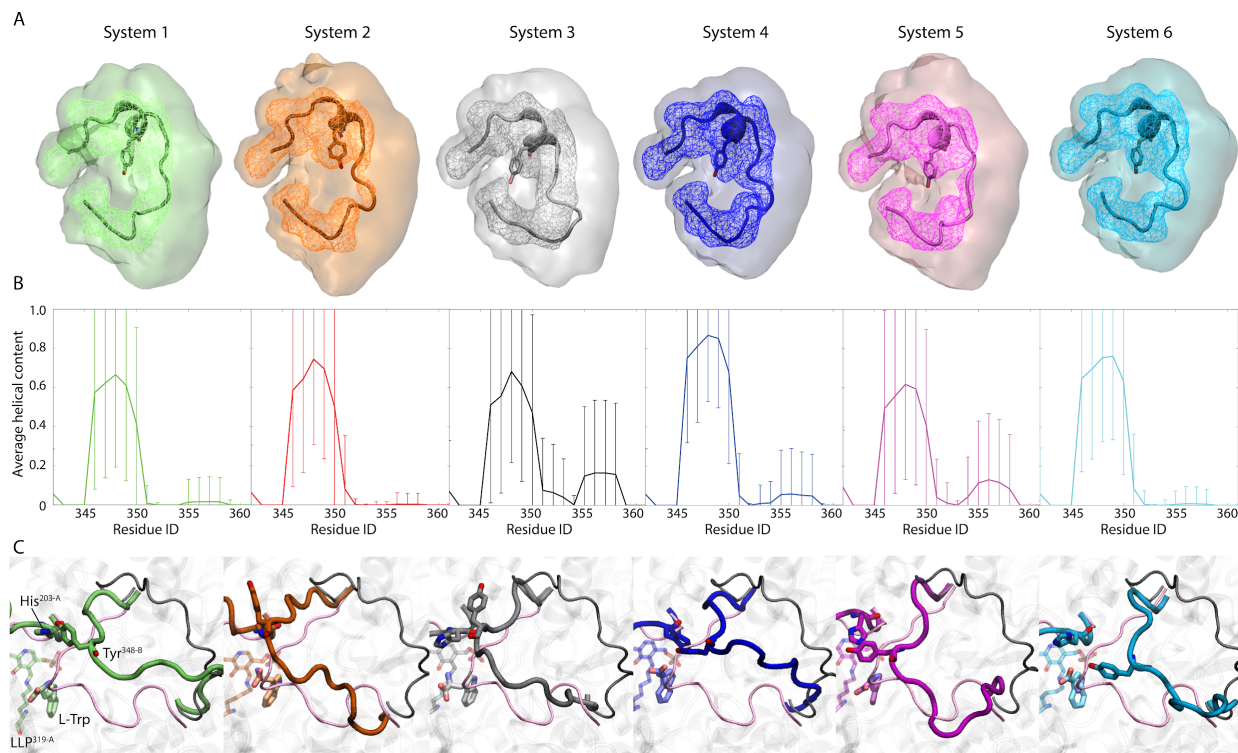 A
System 1 System 2 System 3 System 4 System 5 System 6
B
Average helical content
1.0
0.8
0.6
0.4
0.2
0
345 350 355 360 345 350 355 360 345 350 355 360 345 350 355 360 345 350 355 360 345 350 355 360
Residue ID Residue ID Residue ID Residue ID Residue ID Residue ID
C
His203-A
Tyr348-B
L-Trp
LLP319-A